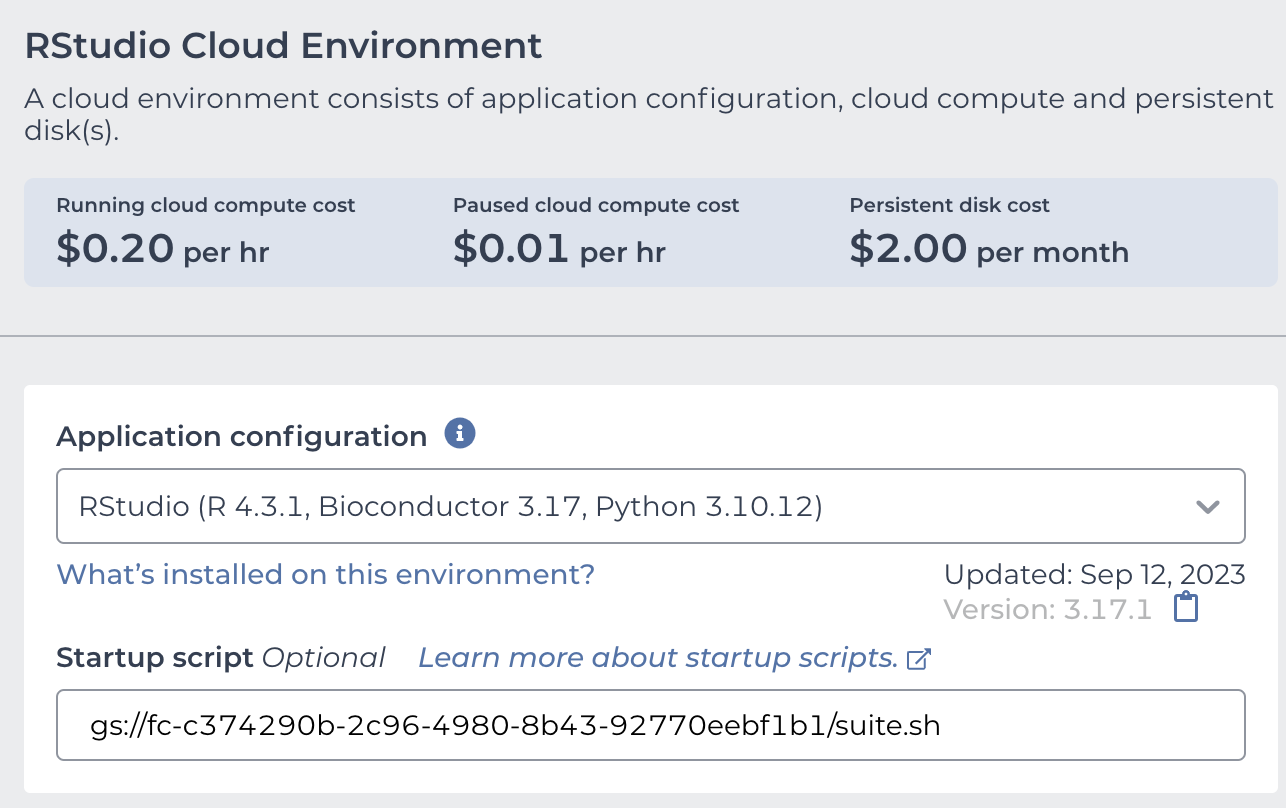 RStudio Cloud Environment
A cloud environment consists of application configuration, cloud compute and persistent
disk(s).
Running cloud compute cost
$0.20 per hr
Paused cloud compute cost
$0.01 per hr
Persistent disk cost
$2.00 per month
Application configuration
RStudio (R 4.3.1, Bioconductor 3.17, Python 3.10.12)
What’s installed on this environment?
Updated: Sep 12, 2023
Version: 3.17.1
Startup script Optional Learn more about startup scripts.
gs://fc-c374290b-2c96-4980-8b43-92770eebf1b1/suite.sh